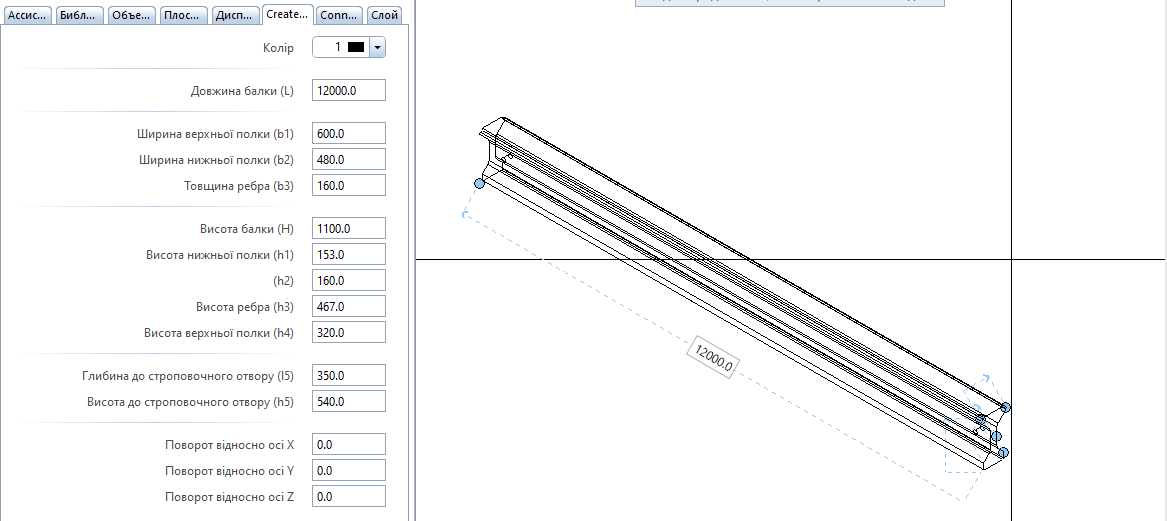 Ассис... Библ... Объе... Плос... Дисп... Create... Conn... Слой
Колір 1
Довжина балки (L) 12000.0
Ширина верхньої полки (b1) 600.0
Ширина нижньої полки (b2) 480.0
Товщина ребра (b3) 160.0
Висота балки (H) 1100.0
Висота нижньої полки (h1) 153.0
(h2) 160.0
Висота ребра (h3) 467.0
Висота верхньої полки (h4) 320.0
Глибина до строповочного отвору (l5) 350.0
Висота до строповочного отвору (h5) 540.0
Поворот відносно осі X 0.0
Поворот відносно осі Y 0.0
Поворот відносно осі Z 0.0
12000.0